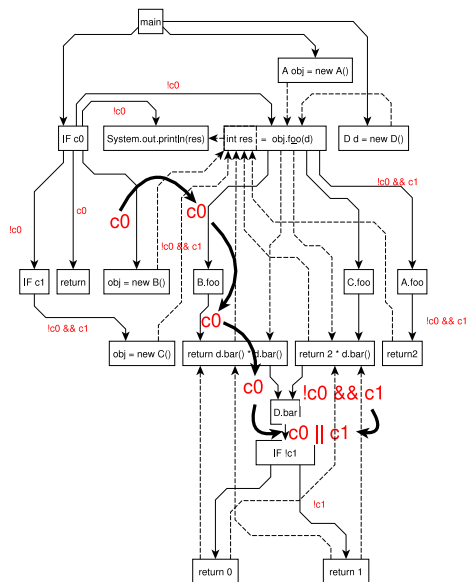 main
A obj = new A()
!c0
!c0
IF c0
System.out.println(res)
int res = obj.foo(d)
D d = new D()
!c0 && c1
c0
!c0
c0
c0
!c0 && c1
IF c1
return
obj = new B()
B.foo
C.foo
A.foo
!c0 && c1
c0
!c0 && c1
obj = new C()
return d.bar() * d.bar()
return 2 * d.bar()
return2
c0
!c0 && c1
D.bar
c0 || c1
IF !c1
!c1
return 0
return 1